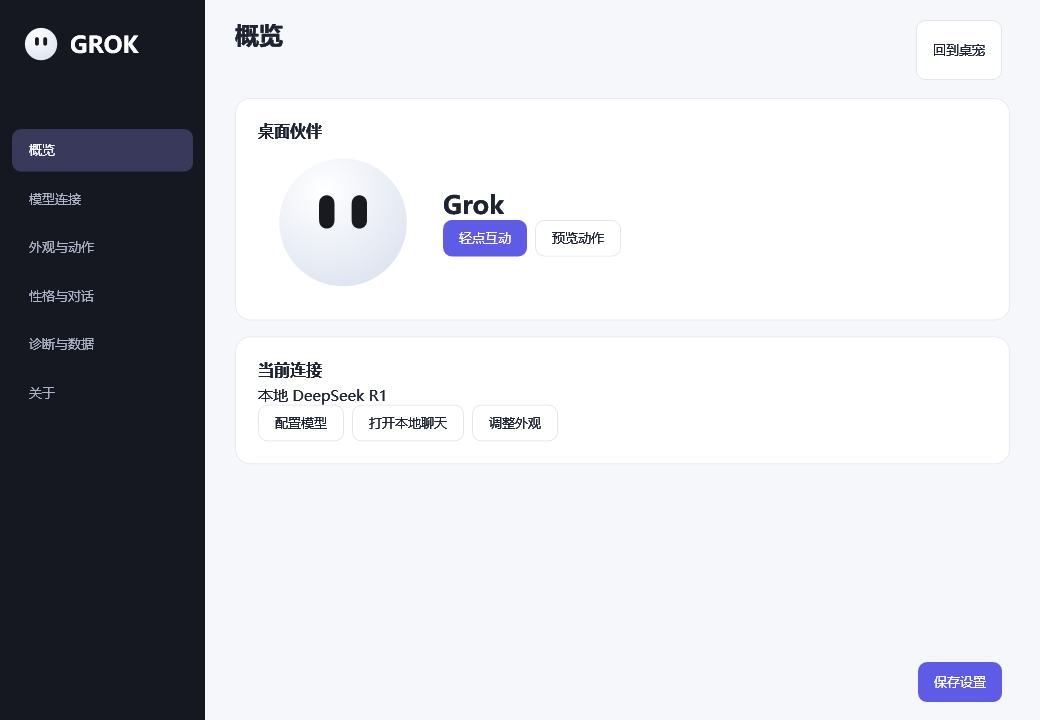 GROK
概览
模型连接
外观与动作
性格与对话
诊断与数据
关于
概览
回到桌宠
桌面伙伴
Grok
轻点互动
预览动作
当前连接
本地 DeepSeek R1
配置模型
打开本地聊天
调整外观
保存设置